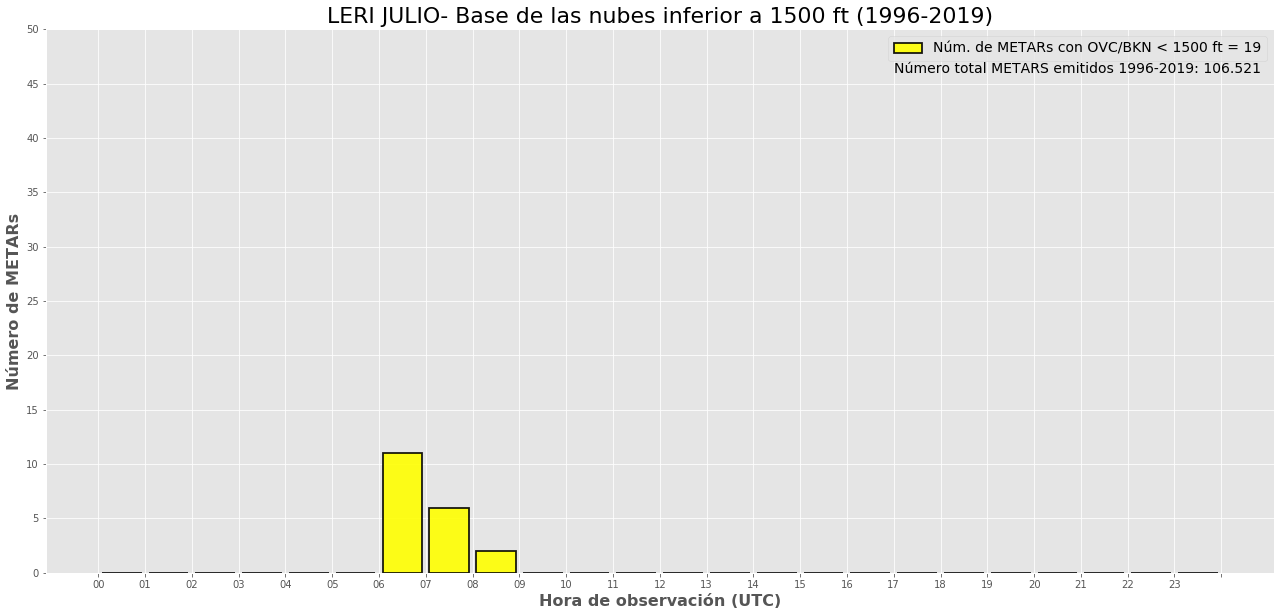 LERI JULIO- Base de las nubes inferior a 1500 ft (1996-2019)
Núm. de METARs con OVC/BKN < 1500 ft = 19
Número total METARS emitidos 1996-2019: 106.521
Número de METARs
50
45
40
35
30
25
20
15
10
5
0
00 01 02 03 04 05 06 07 08 09 10 11 12 13 14 15 16 17 18 19 20 21 22 23
Hora de observación (UTC)